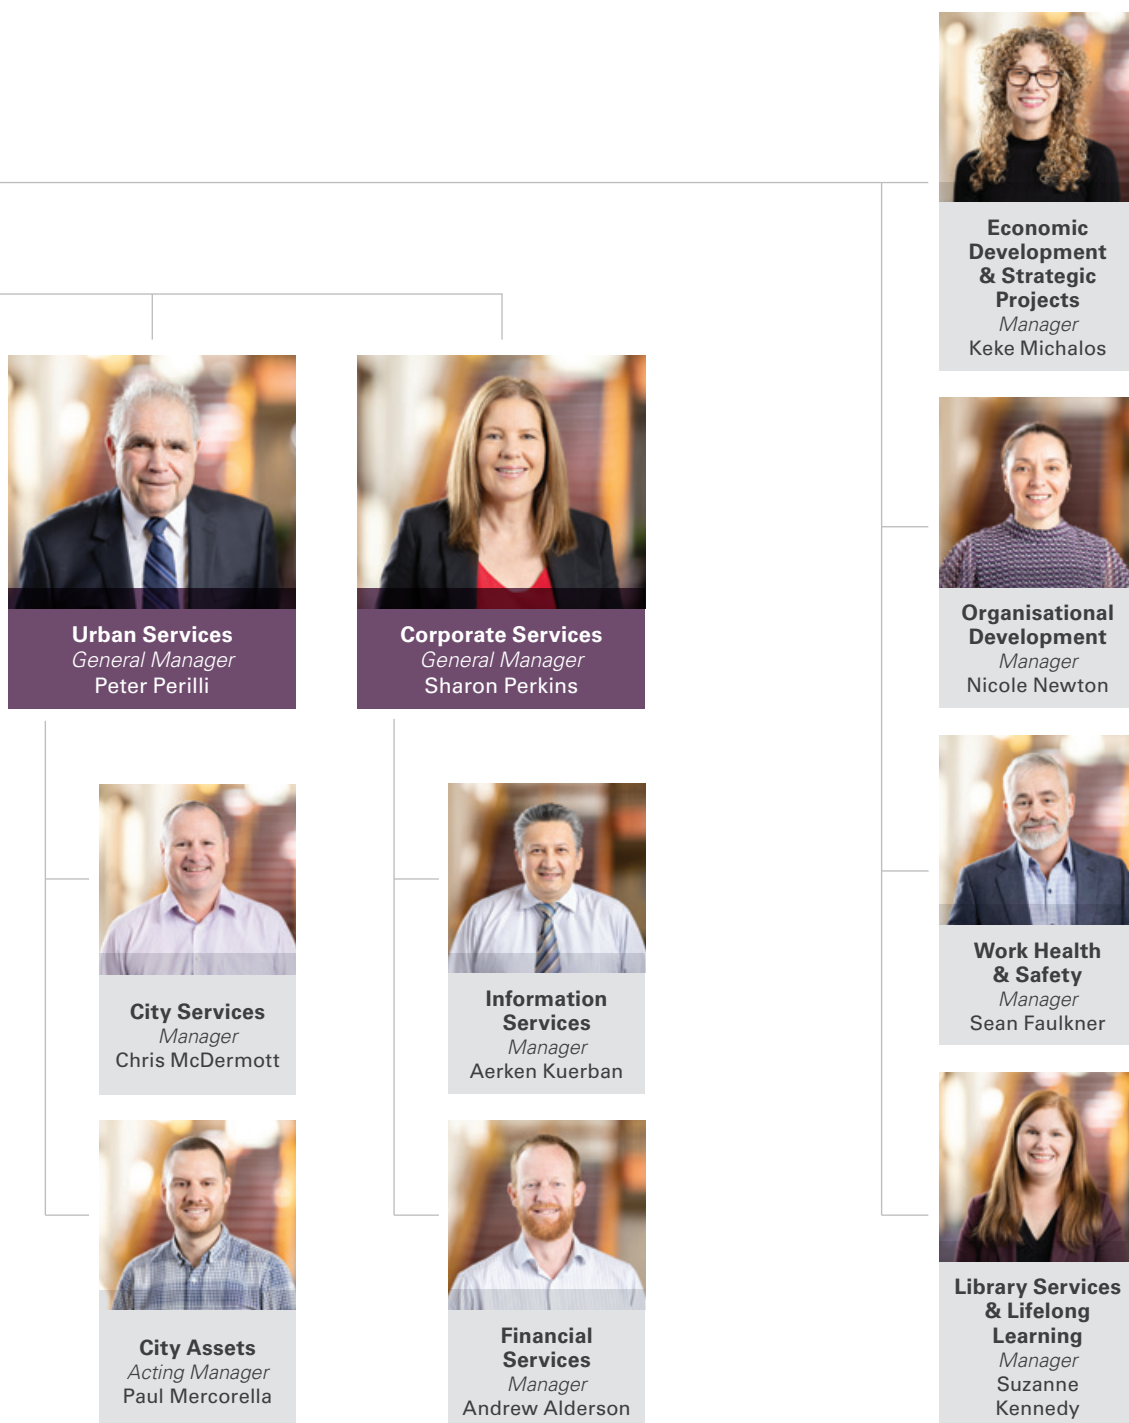 Economic
Development
& Strategic
Projects
Manager
Keke Michalos
Urban Services
General Manager
Peter Perilli
Corporate Services
General Manager
Sharon Perkins
Organisational
Development
Manager
Nicole Newton
City Services
Manager
Chris McDermott
Information
Services
Manager
Aerken Kuerban
Work Health
& Safety
Manager
Sean Faulkner
City Assets
Acting Manager
Paul Mercorella
Financial
Services
Manager
Andrew Alderson
Library Services
& Lifelong
Learning
Manager
Suzanne
Kennedy